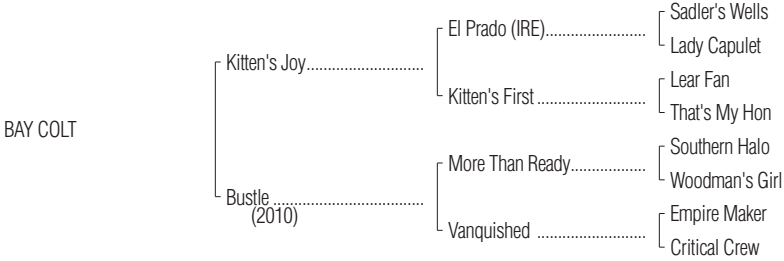 Sadler's Wells
El Prado (IRE)........................
Lady Capulet
Kitten's Joy............................
Lear Fan
Kitten's First ..........................
That's My Hon
BAY COLT
Southern Halo
More Than Ready..................
Woodman's Girl
Bustle ....................................
(2010)
Empire Maker
Vanquished ..........................
Critical Crew